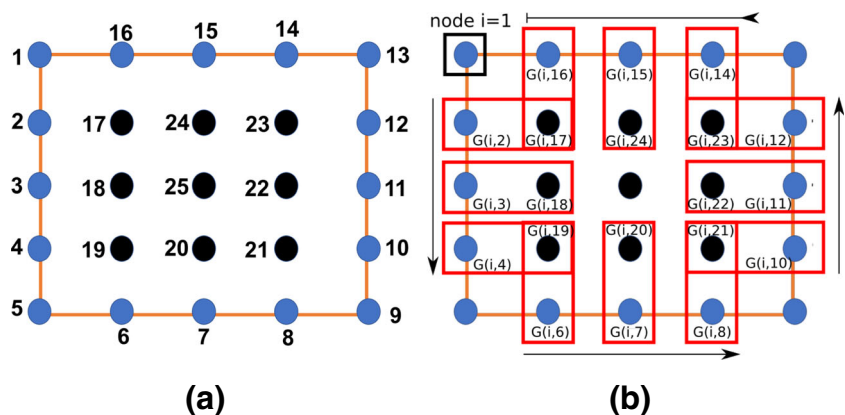 16 15 14
1 13
2 17 24 23 12
3 18 25 22 11
4 19 20 21 10
5 9
6 7 8
(a)
node i=1
G(i,16) G(i,15) G(i,14)
G(i,2) G(i,17) G(i,24) G(i,23) G(i,12)
G(i,3) G(i,18) G(i,22) G(i,11)
G(i,19) G(i,20) G(i,21)
G(i,4) G(i,10)
G(i,6) G(i,7) G(i,8)
(b)